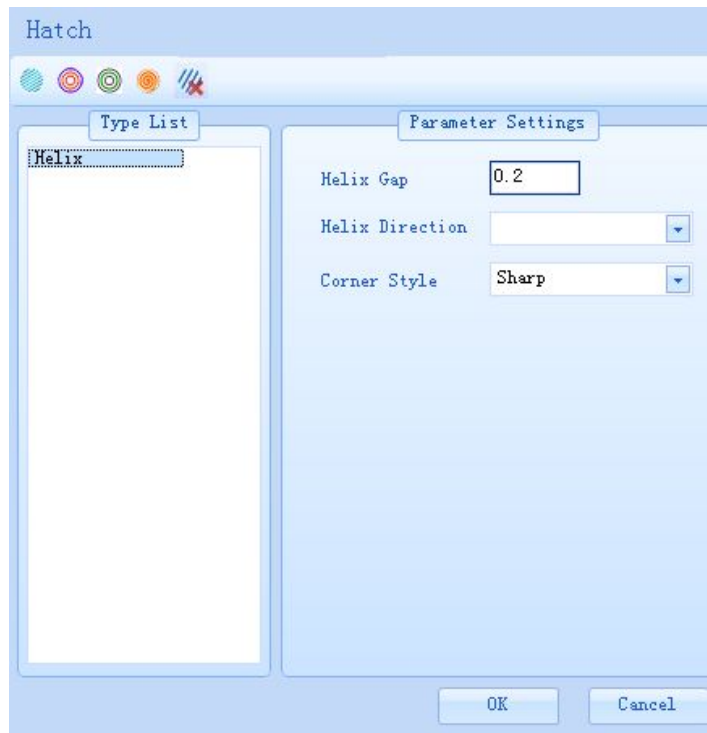 Hatch
Type List
Helix
Parameter Settings
Helix Gap 0.2
Helix Direction
Corner Style Sharp
OK Cancel